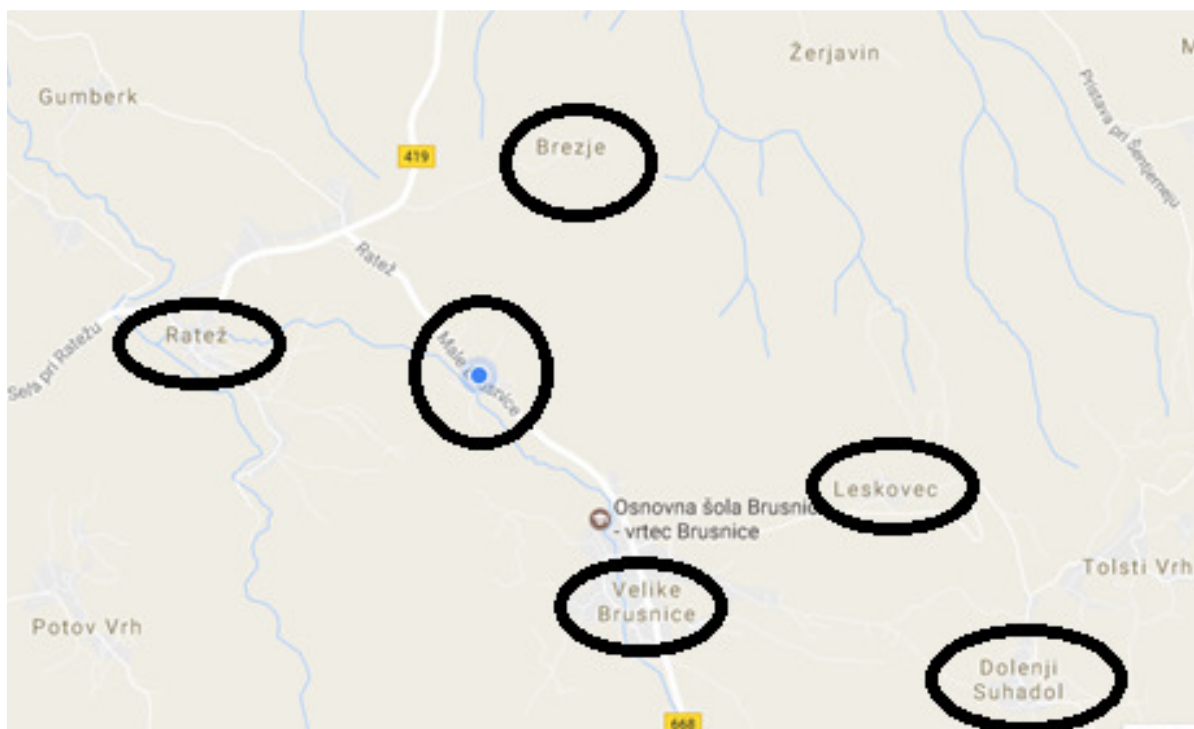 Žerjavin
M
Gumberk
Brezje
419
Pristava pri Šentjerneju
Ratež
Ratež
Sela pri Ratežu
Male Brusnice
Leskovec
Osnovna šola Brusnic
- vrtec Brusnice
Tolsti Vrh
Velike
Brusnice
Potov Vrh
Dolenji
Suhadol
668